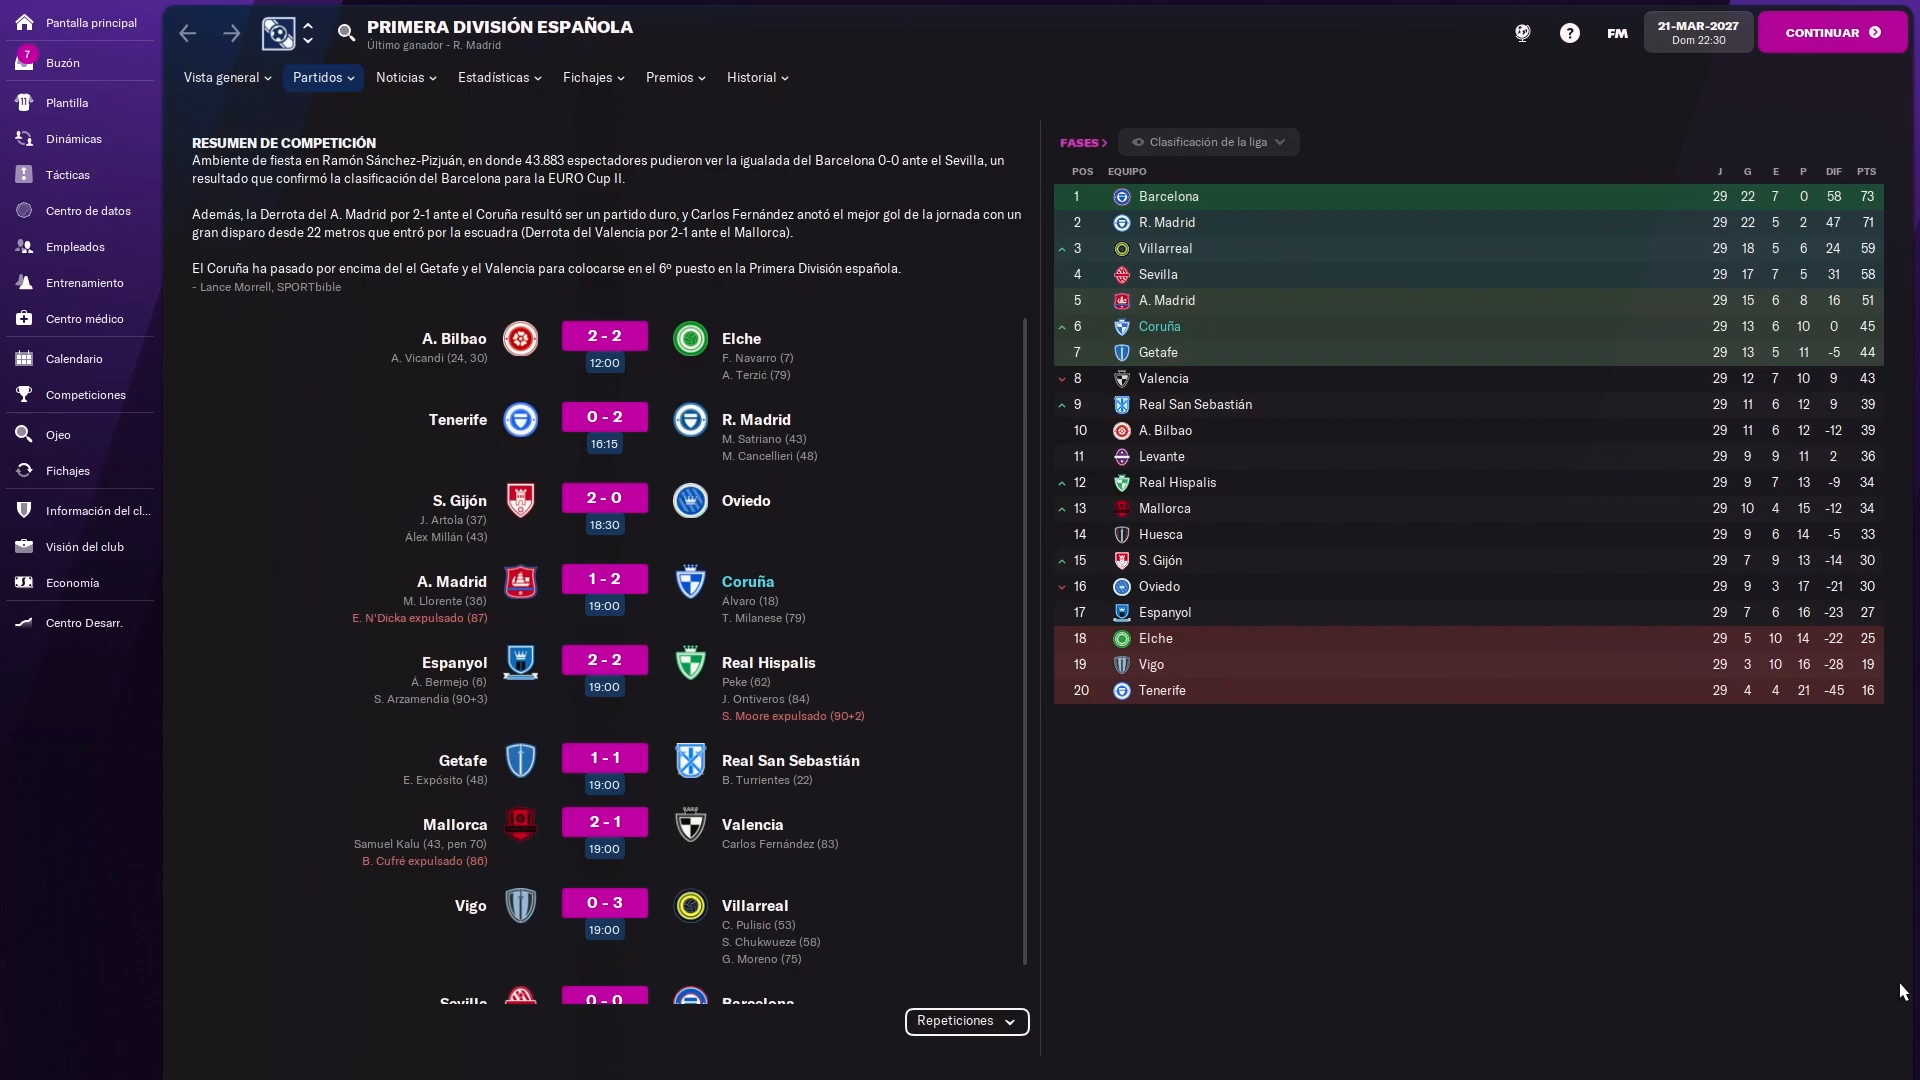 Pantalla principal
7
Buzón
Plantilla
Dinámicas
Tácticas
Centro de datos
Empleados
Entrenamiento
Centro médico
Calendario
Competiciones
Ojeo
Fichajes
Información del cl...
Visión del club
Economía
Centro Desarr.
PRIMERA DIVISIÓN ESPAÑOLA
Último ganador - R. Madrid
FM
21-MAR-2027
Dom 22:30
CONTINUAR
Vista general Partidos Noticias Estadísticas Fichajes Premios Historial
RESUMEN DE COMPETICIÓN
Ambiente de fiesta en Ramón Sánchez-Pizjuán, en donde 43.883 espectadores pudieron ver la igualada del Barcelona 0-0 ante el Sevilla, un
resultado que confirmó la clasificación del Barcelona para la EURO Cup II.
Además, la Derrota del A. Madrid por 2-1 ante el Coruña resultó ser un partido duro, y Carlos Fernández anotó el mejor gol de la jornada con un
gran disparo desde 22 metros que entró por la escuadra (Derrota del Valencia por 2-1 ante el Mallorca).
El Coruña ha pasado por encima del el Getafe y el Valencia para colocarse en el 6º puesto en la Primera División española.
- Lance Morrell, SPORTbible
A. Bilbao 2 - 2 Elche
A. Vicandi (24, 30) 12:00 F. Navarro (7)
A. Terzić (79)
Tenerife 0 - 2 R. Madrid
16:15 M. Satriano (43)
M. Cancellieri (48)
S. Gijón 2 - 0 Oviedo
J. Artola (37) 18:30
Álex Millán (43)
A. Madrid 1 - 2 Coruña
M. Llorente (36) 19:00 Álvaro (18)
E. N'Dicka expulsado (87) T. Milanese (79)
Espanyol 2 - 2 Real Hispalis
Á. Bermejo (6) 19:00 Peke (62)
S. Arzamendia (90+3) J. Ontiveros (84)
S. Moore expulsado (90+2)
Getafe 1 - 1 Real San Sebastián
E. Expósito (48) 19:00 B. Turrientes (22)
Mallorca 2 - 1 Valencia
Samuel Kalu (43, pen 70) 19:00 Carlos Fernández (83)
B. Cufré expulsado (86)
Vigo 0 - 3 Villarreal
19:00 C. Pulisic (53)
S. Chukwueze (58)
G. Moreno (75)
Sevilla 0 - 0 Barcelona
Repeticiones
FASES > Clasificación de la liga
POS EQUIPO J G E P DIF PTS
1 Barcelona 29 22 7 0 58 73
2 R. Madrid 29 22 5 2 47 71
3 Villarreal 29 18 5 6 24 59
4 Sevilla 29 17 7 5 31 58
5 A. Madrid 29 15 6 8 16 51
6 Coruña 29 13 6 10 0 45
7 Getafe 29 13 5 11 -5 44
8 Valencia 29 12 7 10 9 43
9 Real San Sebastián 29 11 6 12 9 39
10 A. Bilbao 29 11 6 12 -12 39
11 Levante 29 9 9 11 2 36
12 Real Hispalis 29 9 7 13 -9 34
13 Mallorca 29 10 4 15 -12 34
14 Huesca 29 9 6 14 -5 33
15 S. Gijón 29 7 9 13 -14 30
16 Oviedo 29 9 3 17 -21 30
17 Espanyol 29 7 6 16 -23 27
18 Elche 29 5 10 14 -22 25
19 Vigo 29 3 10 16 -28 19
20 Tenerife 29 4 4 21 -45 16